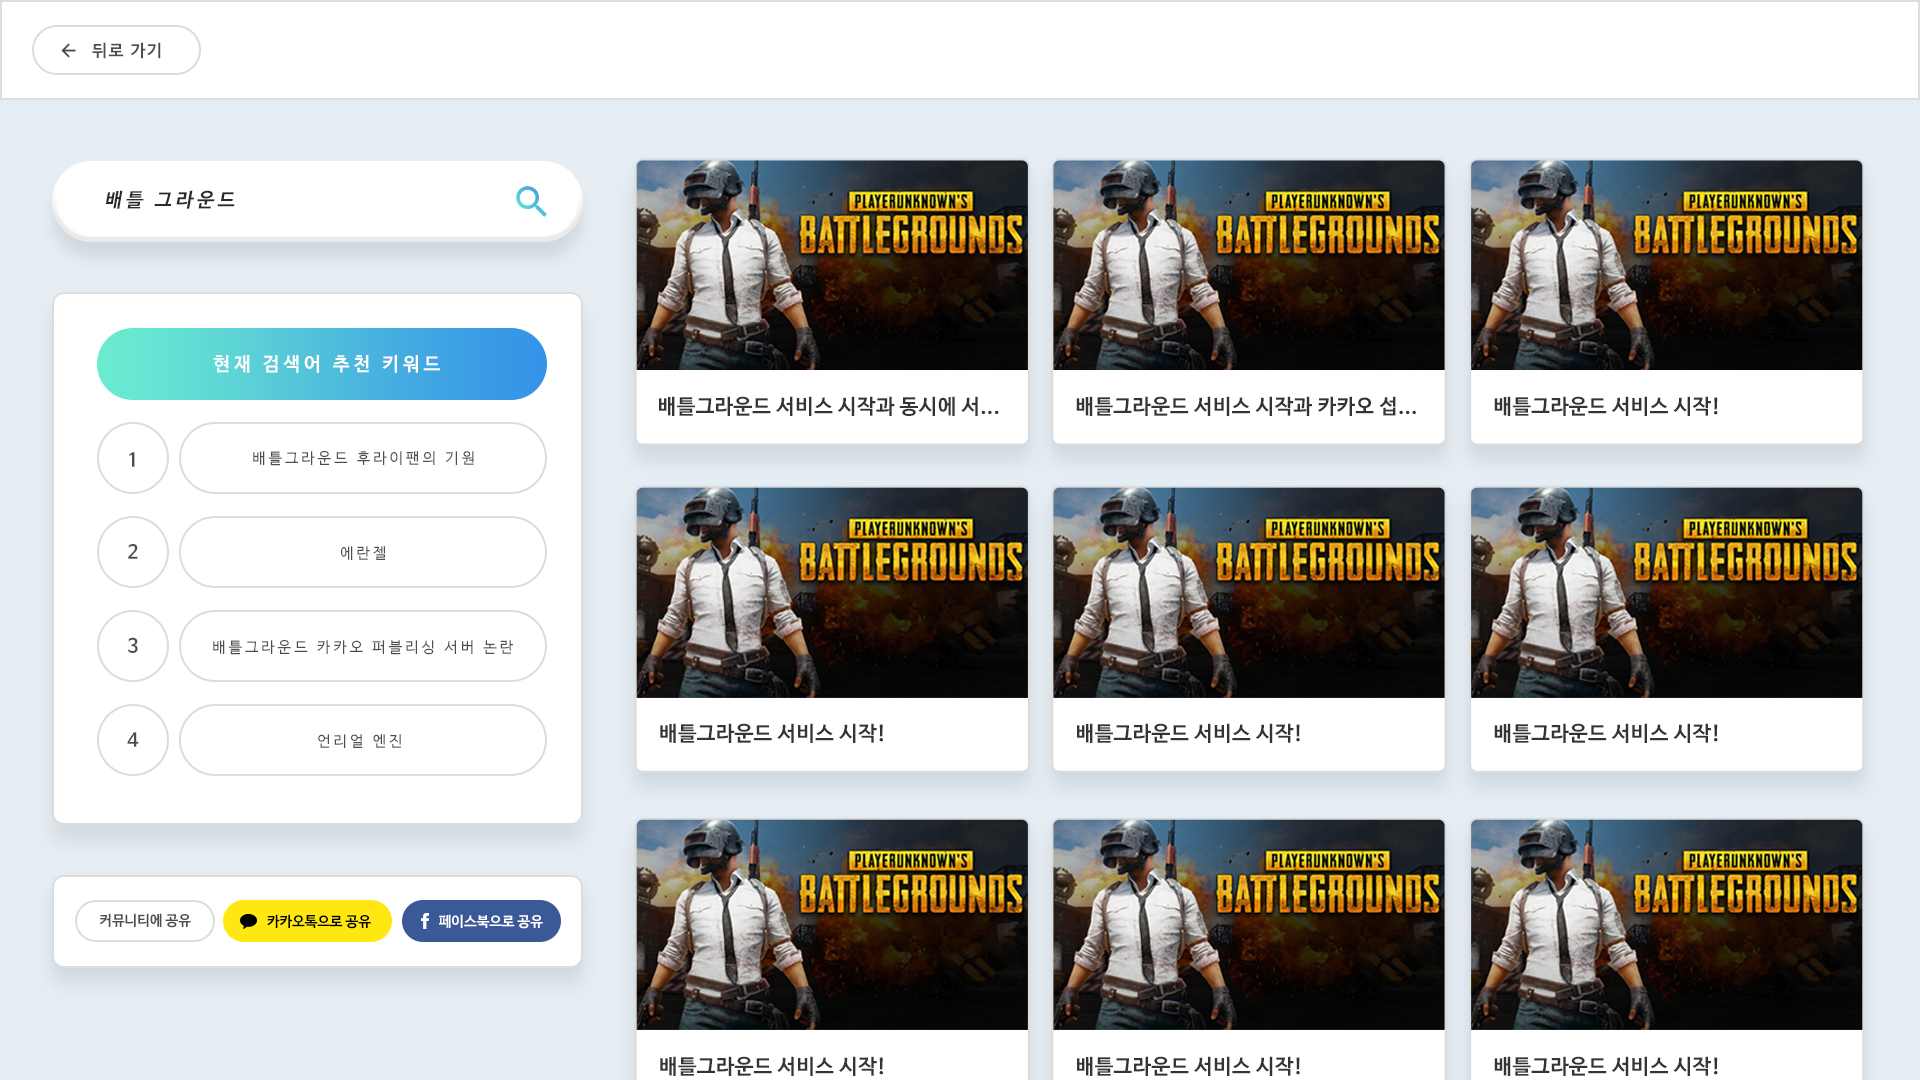 뒤로 가기
배틀 그라운드
현재 검색어 추천 키워드
1
배틀그라운드 후라이팬의 기원
2
에란젤
3
배틀그라운드 카카오 퍼블리싱 서버 논란
4
언리얼 엔진
커뮤니티에 공유
카카오톡으로 공유
f 페이스북으로 공유
PLAYERUNKNOWN'S
BATTLEGROUNDS
배틀그라운드 서비스 시작과 동시에 서...
PLAYERUNKNOWN'S
BATTLEGROUNDS
배틀그라운드 서비스 시작과 카카오 섭...
PLAYERUNKNOWN'S
BATTLEGROUNDS
배틀그라운드 서비스 시작!
PLAYERUNKNOWN'S
BATTLEGROUNDS
배틀그라운드 서비스 시작!
PLAYERUNKNOWN'S
BATTLEGROUNDS
배틀그라운드 서비스 시작!
PLAYERUNKNOWN'S
BATTLEGROUNDS
배틀그라운드 서비스 시작!
PLAYERUNKNOWN'S
BATTLEGROUNDS
배틀그라운드 서비스 시작!
PLAYERUNKNOWN'S
BATTLEGROUNDS
배틀그라운드 서비스 시작!
PLAYERUNKNOWN'S
BATTLEGROUNDS
배틀그라운드 서비스 시작!